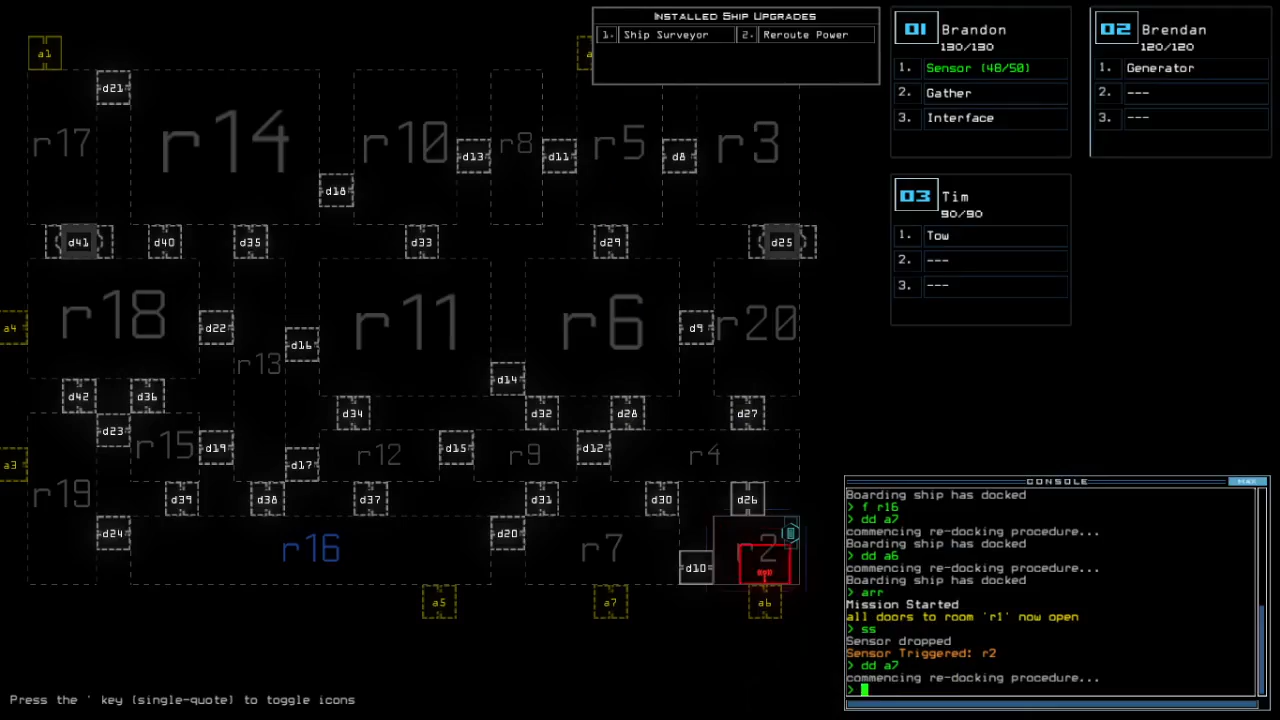 INSTALLED SHIP UPGRADES
1. Ship Surveyor 2. Reroute Power
01 Brandon
130/130
1. Sensor (48/50)
2. Gather
3. Interface
02 Brendan
120/120
1. Generator
2. ---
3. ---
03 Tim
90/90
1. Tow
2. ---
3. ---
a1
d21
r17 r14 r10 r8 r5 r3
d13 d11 d8
d18
d41 d40 d35 d33 d29 d25
r18 r11 r6 r20
a4 d22 d9
d16
r13
d14
d42 d36
d34 d32 d28 d27
d23
r15 d19 r12 d15 r9 d12 r4
a3 d17
r19
d39 d38 d37 d31 d30 d26
d24 d20
r16 r7 r2
d10
a5 a7 a6
CONSOLE
MAX
Boarding ship has docked
> f r16
> dd a7
commencing re-docking procedure...
Boarding ship has docked
> dd a6
commencing re-docking procedure...
Boarding ship has docked
> arr
Mission Started
all doors to room 'r1' now open
> ss
Sensor dropped
Sensor Triggered: r2
> dd a7
commencing re-docking procedure...
>
Press the ' key (single-quote) to toggle icons